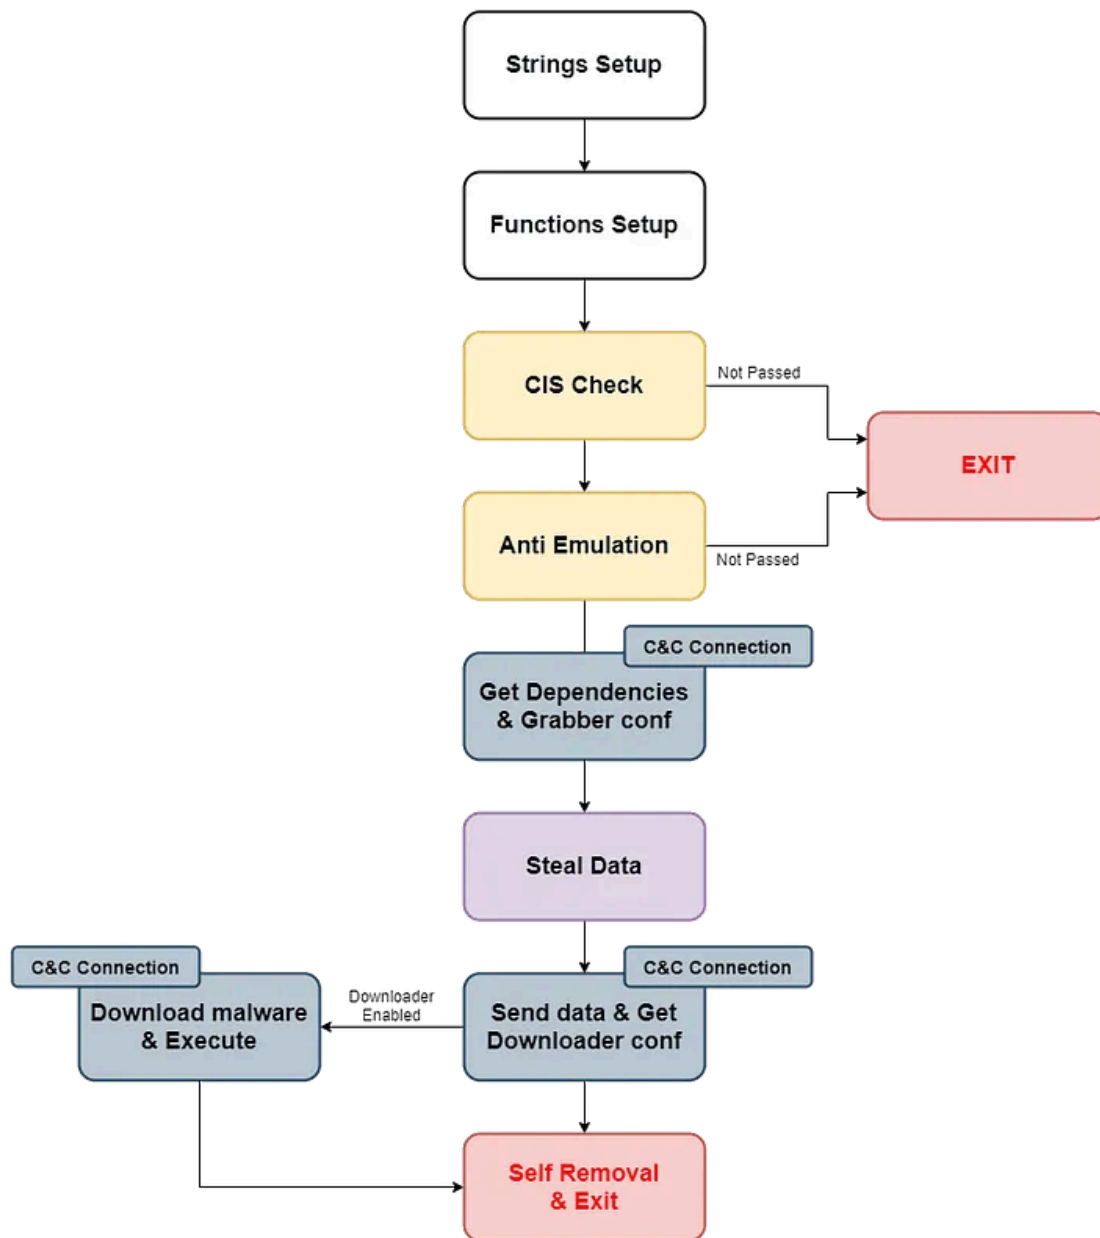 Strings Setup
Functions Setup
CIS Check
Not Passed
EXIT
Anti Emulation
Not Passed
C&C Connection
Get Dependencies
& Grabber conf
Steal Data
C&C Connection
Download malware
& Execute
Downloader
Enabled
C&C Connection
Send data & Get
Downloader conf
Self Removal
& Exit